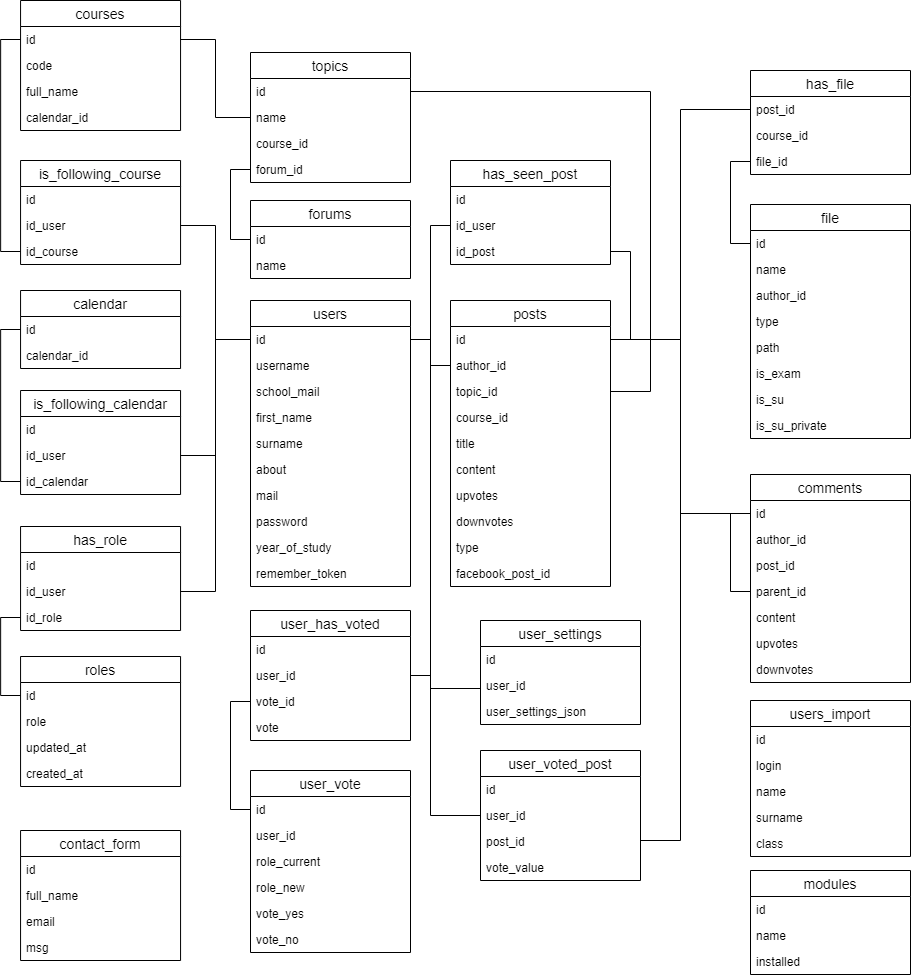 courses
id
code
full_name
calendar_id
is_following_course
id
id_user
id_course
calendar
id
calendar_id
is_following_calendar
id
id_user
id_calendar
has_role
id
id_user
id_role
roles
id
role
updated_at
created_at
contact_form
id
full_name
email
msg
topics
id
name
course_id
forum_id
forums
id
name
users
id
username
school_mail
first_name
surname
about
mail
password
year_of_study
remember_token
user_has_voted
id
user_id
vote_id
vote
user_vote
id
user_id
role_current
role_new
vote_yes
vote_no
has_seen_post
id
id_user
id_post
posts
id
author_id
topic_id
course_id
title
content
upvotes
downvotes
type
facebook_post_id
user_settings
id
user_id
user_settings_json
user_voted_post
id
user_id
post_id
vote_value
has_file
post_id
course_id
file_id
file
id
name
author_id
type
path
is_exam
is_su
is_su_private
comments
id
author_id
post_id
parent_id
content
upvotes
downvotes
users_import
id
login
name
surname
class
modules
id
name
installed